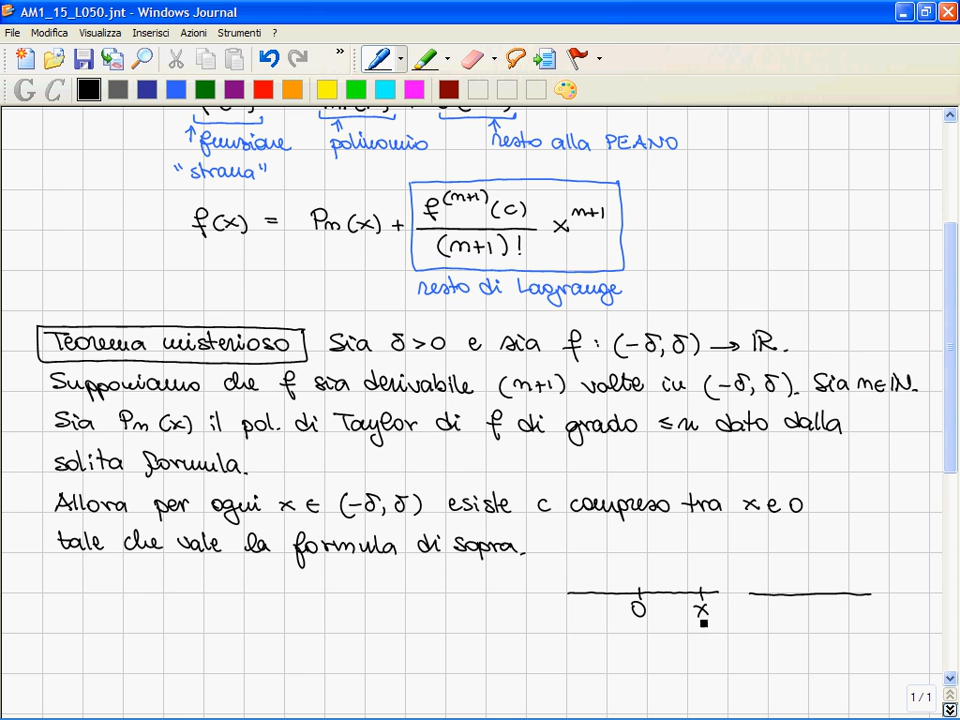 AM1_15_L050.jnt - Windows Journal
File Modifica Visualizza Inserisci Azioni Strumenti ?
»
G C
funzione polinomio resto alla PEANO
"strana"
f(x) = Pn(x) + f^(n+1)(c) / (n+1)! x^n+1
resto di Lagrange
Teorema misterioso Sia δ>0 e sia f : (-δ, δ) → R.
Supponiamo che f sia derivabile (n+1) volte in (-δ, δ). Sia n∈N.
Sia Pn(x) il pol. di Taylor di f di grado ≤n dato dalla
solita formula.
Allora per ogni x ∈ (-δ, δ) esiste c compreso tra x e 0
tale che vale la formula di sopra.
0 x
1 / 1